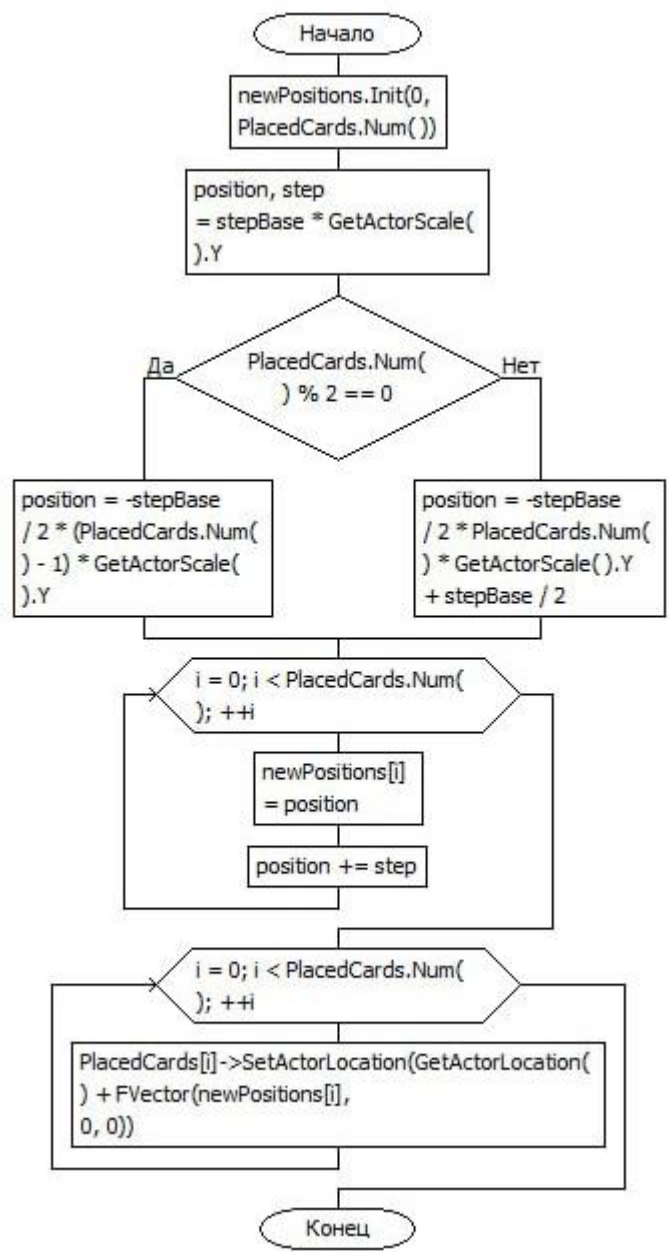 Начало
newPositions.Init(0,
PlacedCards.Num( ))
position, step
= stepBase * GetActorScale(
).Y
Да
PlacedCards.Num(
) % 2 == 0
Нет
position = -stepBase
/ 2 * (PlacedCards.Num(
) - 1) * GetActorScale(
).Y
position = -stepBase
/ 2 * PlacedCards.Num(
) * GetActorScale( ).Y
+ stepBase / 2
i = 0; i < PlacedCards.Num(
); ++i
newPositions[i]
= position
position += step
i = 0; i < PlacedCards.Num(
); ++i
PlacedCards[i]->SetActorLocation(GetActorLocation(
) + FVector(newPositions[i],
0, 0))
Конец